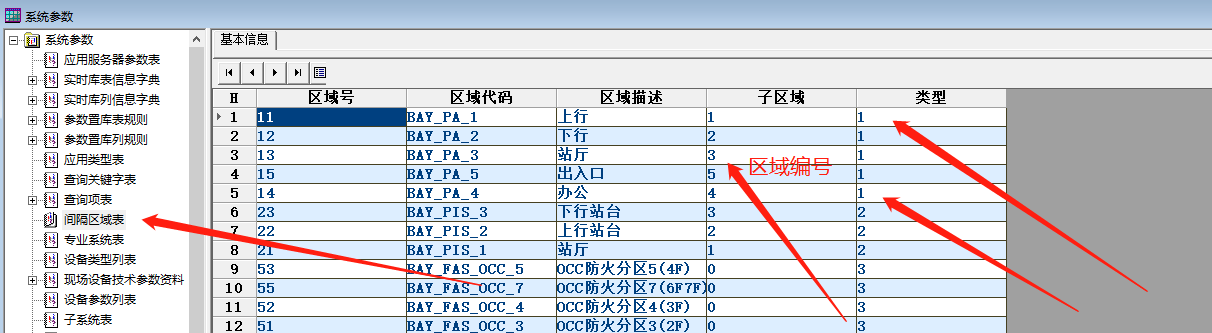 系统参数
系统参数
应用服务器参数表
实时库表信息字典
实时库列信息字典
参数置库表规则
参数置库列规则
应用类型表
查询关键字表
查询项表
间隔区域表
专业系统表
设备类型列表
现场设备技术参数资料
设备参数列表
子系统表
基本信息
H 区域号 区域代码 区域描述 子区域 类型
1 11 BAY_PA_1 上行 1 1
2 12 BAY_PA_2 下行 2 1
3 13 BAY_PA_3 站厅 3 1
区域编号
4 15 BAY_PA_5 出入口 5 1
5 14 BAY_PA_4 办公 4 1
6 23 BAY_PIS_3 下行站台 3 2
7 22 BAY_PIS_2 上行站台 2 2
8 21 BAY_PIS_1 站厅 1 2
9 53 BAY_FAS_OCC_5 OCC防火分区5(4F) 0 3
10 55 BAY_FAS_OCC_7 OCC防火分区7(6F7F) 0 3
11 52 BAY_FAS_OCC_4 OCC防火分区4(3F) 0 3
12 51 BAY_FAS_OCC_3 OCC防火分区3(2F) 0 3